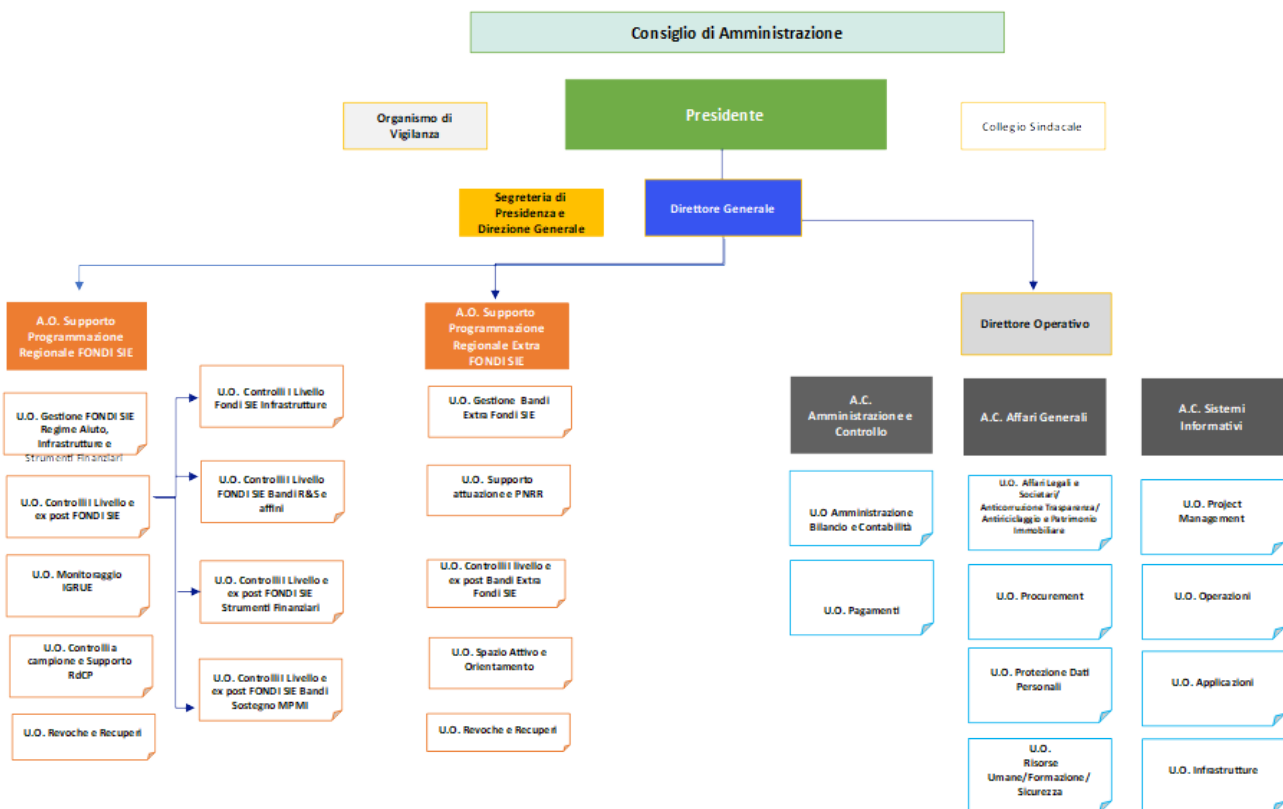 Consiglio di Amministrazione
Presidente
Organismo di
Vigilanza
Collegio Sindacale
Segreteria di
Presidenza e
Direzione Generale
Direttore Generale
A.O. Supporto
Programmazione
Regionale FONDI SIE
A.O. Supporto
Programmazione
Regionale Extra
FONDI SIE
Direttore Operativo
U.O. Gestione FONDI SIE
Regime Aiuto,
Infrastrutture e
Strumenti Finanziari
U.O. Controlli I Livello e
ex post FONDI SIE
U.O. Monitoraggio
IGRUE
U.O. Controlli a
campione e Supporto
RdCP
U.O. Revoche e Recuperi
U.O. Controlli I Livello
Fondi SIE Infrastrutture
U.O. Controlli I Livello
FONDI SIE Bandi R&S e
affini
U.O. Controlli I Livello e
ex post FONDI SIE
Strumenti Finanziari
U.O. Controlli I Livello e
ex post FONDI SIE Bandi
Sostegno MPMI
U.O. Gestione Bandi
Extra Fondi SIE
U.O. Supporto
attuazione PNRR
U.O. Controlli I livello e
ex post Bandi Extra
Fondi SIE
U.O. Spazio Attivo e
Orientamento
U.O. Revoche e Recuperi
A.C.
Amministrazione e
Controllo
U.O Amministrazione
Bilancio e Contabilità
U.O. Pagamenti
A.C. Affari Generali
U.O. Affari Legali e
Societari/
Anticorruzione Trasparenza/
Antiriciclaggio e Patrimonio
Immobiliare
U.O. Procurement
U.O. Protezione Dati
Personali
U.O.
Risorse
Umane/Formazione/
Sicurezza
A.C. Sistemi
Informativi
U.O. Project
Management
U.O. Operazioni
U.O. Applicazioni
U.O. Infrastrutture